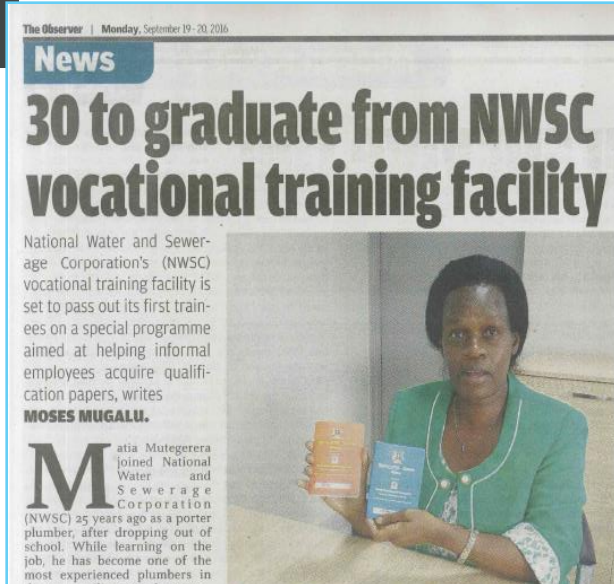 The Observer | Monday, September 19 - 20, 2016
News
30 to graduate from NWSC
vocational training facility
National Water and Sewer-
age Corporation's (NWSC)
vocational training facility is
set to pass out its first train-
ees on a special programme
aimed at helping informal
employees acquire qualifi-
cation papers, writes
MOSES MUGALU.
Matia Mutegerera
joined National
Water and
Sewerage
Corporation
(NWSC) 25 years ago as a porter
plumber, after dropping out of
school. While learning on the
job, he has become one of the
most experienced plumbers in